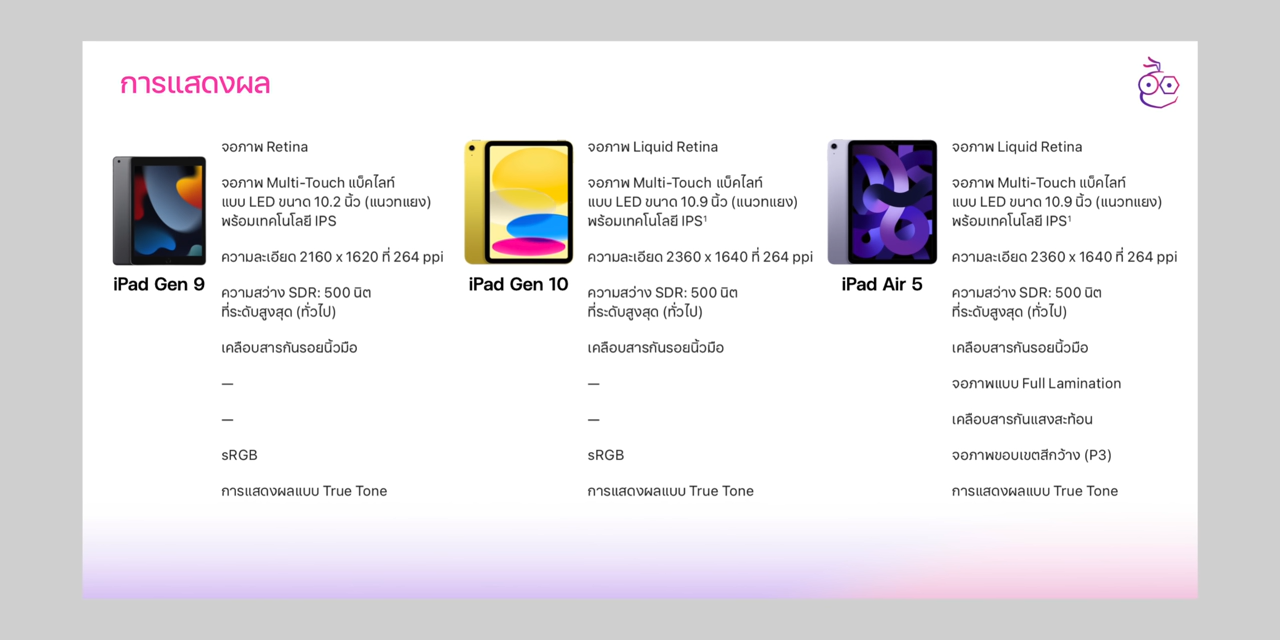 การแสดงผล
จอภาพ Retina
จอภาพ Multi-Touch แบ็คไลท์
แบบ LED ขนาด 10.2 นิ้ว (แนวทแยง)
พร้อมเทคโนโลยี IPS
ความละเอียด 2160 x 1620 ที่ 264 ppi
iPad Gen 9
ความสว่าง SDR: 500 นิต
ที่ระดับสูงสุด (ทั่วไป)
เคลือบสารกันรอยนิ้วมือ
—
—
sRGB
การแสดงผลแบบ True Tone
จอภาพ Liquid Retina
จอภาพ Multi-Touch แบ็คไลท์
แบบ LED ขนาด 10.9 นิ้ว (แนวทแยง)
พร้อมเทคโนโลยี IPS¹
ความละเอียด 2360 x 1640 ที่ 264 ppi
iPad Gen 10
ความสว่าง SDR: 500 นิต
ที่ระดับสูงสุด (ทั่วไป)
เคลือบสารกันรอยนิ้วมือ
—
—
sRGB
การแสดงผลแบบ True Tone
จอภาพ Liquid Retina
จอภาพ Multi-Touch แบ็คไลท์
แบบ LED ขนาด 10.9 นิ้ว (แนวทแยง)
พร้อมเทคโนโลยี IPS¹
ความละเอียด 2360 x 1640 ที่ 264 ppi
iPad Air 5
ความสว่าง SDR: 500 นิต
ที่ระดับสูงสุด (ทั่วไป)
เคลือบสารกันรอยนิ้วมือ
จอภาพแบบ Full Lamination
เคลือบสารกันแสงสะท้อน
จอภาพขอบเขตสีกว้าง (P3)
การแสดงผลแบบ True Tone